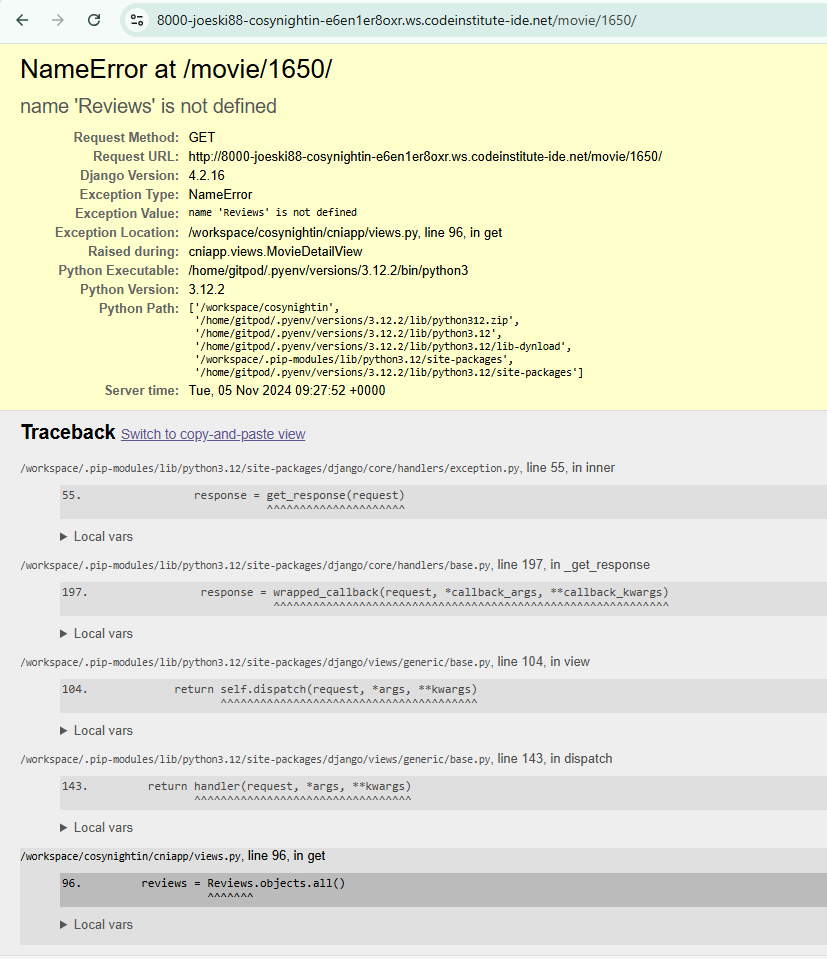 8000-joeski88-cosynightin-e6en1er8oxr.ws.codeinstitute-ide.net/movie/1650/
NameError at /movie/1650/
name 'Reviews' is not defined
Request Method: GET
Request URL: http://8000-joeski88-cosynightin-e6en1er8oxr.ws.codeinstitute-ide.net/movie/1650/
Django Version: 4.2.16
Exception Type: NameError
Exception Value: name 'Reviews' is not defined
Exception Location: /workspace/cosynightin/cniapp/views.py, line 96, in get
Raised during: cniapp.views.MovieDetailView
Python Executable: /home/gitpod/.pyenv/versions/3.12.2/bin/python3
Python Version: 3.12.2
Python Path: ['/workspace/cosynightin',
'/home/gitpod/.pyenv/versions/3.12.2/lib/python312.zip',
'/home/gitpod/.pyenv/versions/3.12.2/lib/python3.12',
'/home/gitpod/.pyenv/versions/3.12.2/lib/python3.12/lib-dynload',
'/workspace/.pip-modules/lib/python3.12/site-packages',
'/home/gitpod/.pyenv/versions/3.12.2/lib/python3.12/site-packages']
Server time: Tue, 05 Nov 2024 09:27:52 +0000
Traceback Switch to copy-and-paste view
/workspace/.pip-modules/lib/python3.12/site-packages/django/core/handlers/exception.py, line 55, in inner
55. response = get_response(request)
^^^^^^^^^^^^^^^^^^^^^
▶ Local vars
/workspace/.pip-modules/lib/python3.12/site-packages/django/core/handlers/base.py, line 197, in _get_response
197. response = wrapped_callback(request, *callback_args, **callback_kwargs)
^^^^^^^^^^^^^^^^^^^^^^^^^^^^^^^^^^^^^^^^^^^^^^^^^^^^^^^^^^^^
▶ Local vars
/workspace/.pip-modules/lib/python3.12/site-packages/django/views/generic/base.py, line 104, in view
104. return self.dispatch(request, *args, **kwargs)
^^^^^^^^^^^^^^^^^^^^^^^^^^^^^^^^^^^^^^^
▶ Local vars
/workspace/.pip-modules/lib/python3.12/site-packages/django/views/generic/base.py, line 143, in dispatch
143. return handler(request, *args, **kwargs)
^^^^^^^^^^^^^^^^^^^^^^^^^^^^^^^^^
▶ Local vars
/workspace/cosynightin/cniapp/views.py, line 96, in get
96. reviews = Reviews.objects.all()
^^^^^^^
▶ Local vars